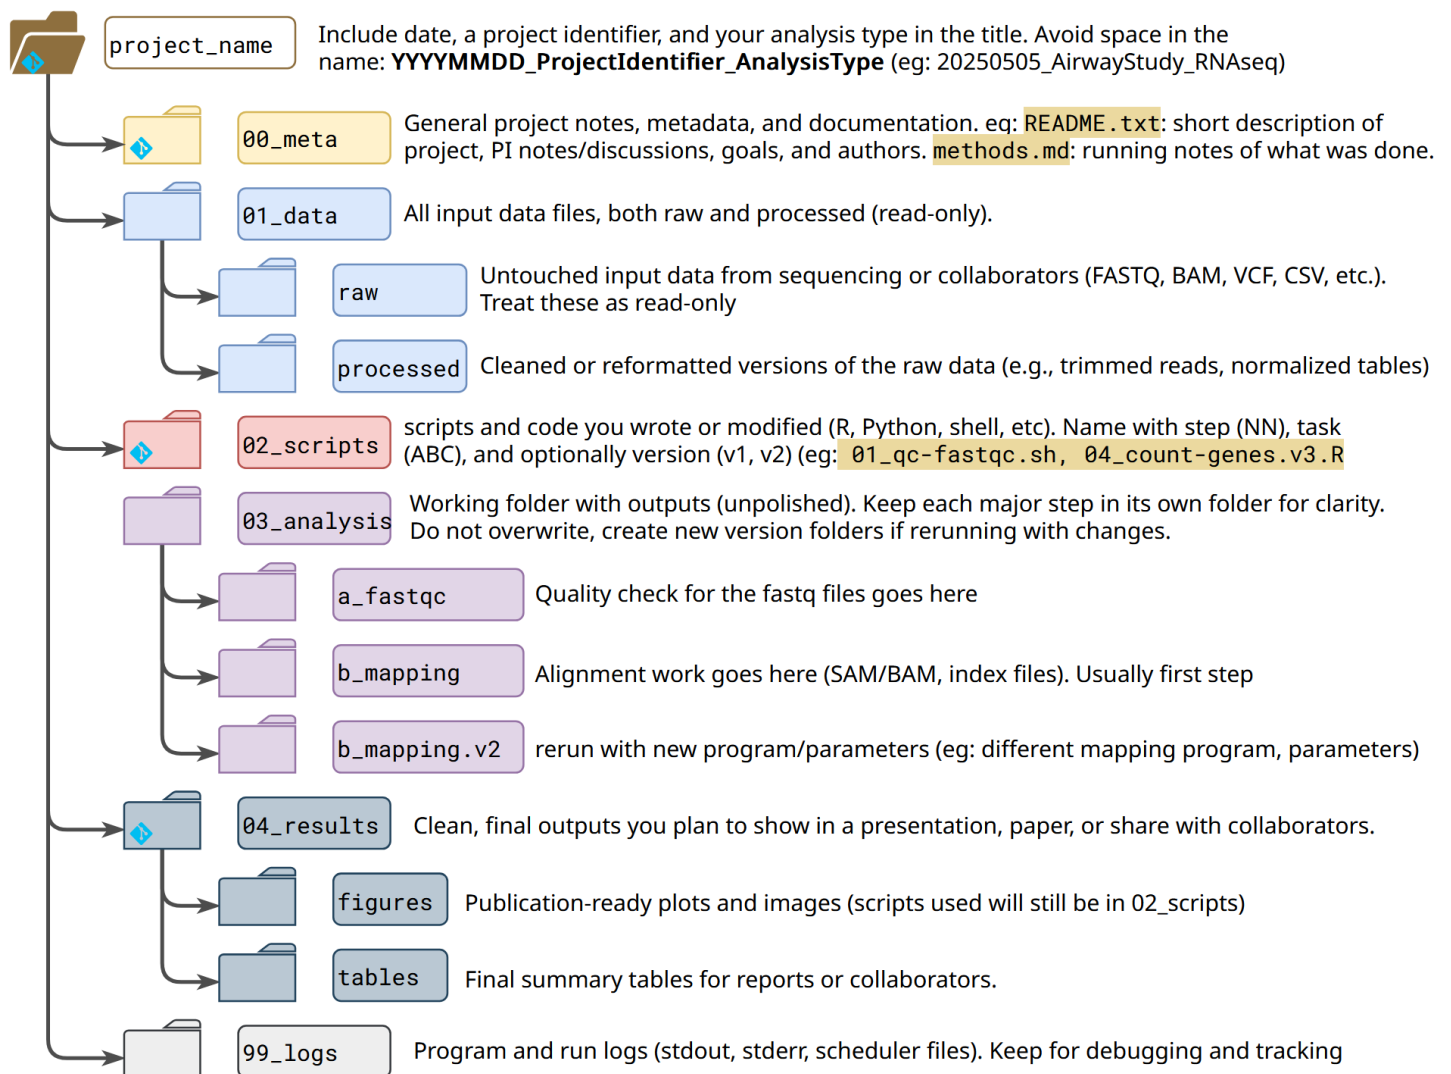 project_name
Include date, a project identifier, and your analysis type in the title. Avoid space in the
name: YYYYMMDD_ProjectIdentifier_AnalysisType (eg: 20250505_AirwayStudy_RNAseq)
00_meta
General project notes, metadata, and documentation. eg: README.txt: short description of
project, PI notes/discussions, goals, and authors. methods.md: running notes of what was done.
01_data
All input data files, both raw and processed (read-only).
raw
Untouched input data from sequencing or collaborators (FASTQ, BAM, VCF, CSV, etc.).
Treat these as read-only
processed
Cleaned or reformatted versions of the raw data (e.g., trimmed reads, normalized tables)
02_scripts
scripts and code you wrote or modified (R, Python, shell, etc). Name with step (NN), task
(ABC), and optionally version (v1, v2) (eg: 01_qc-fastqc.sh, 04_count-genes.v3.R
03_analysis
Working folder with outputs (unpolished). Keep each major step in its own folder for clarity.
Do not overwrite, create new version folders if rerunning with changes.
a_fastqc
Quality check for the fastq files goes here
b_mapping
Alignment work goes here (SAM/BAM, index files). Usually first step
b_mapping.v2
rerun with new program/parameters (eg: different mapping program, parameters)
04_results
Clean, final outputs you plan to show in a presentation, paper, or share with collaborators.
figures
Publication-ready plots and images (scripts used will still be in 02_scripts)
tables
Final summary tables for reports or collaborators.
99_logs
Program and run logs (stdout, stderr, scheduler files). Keep for debugging and tracking